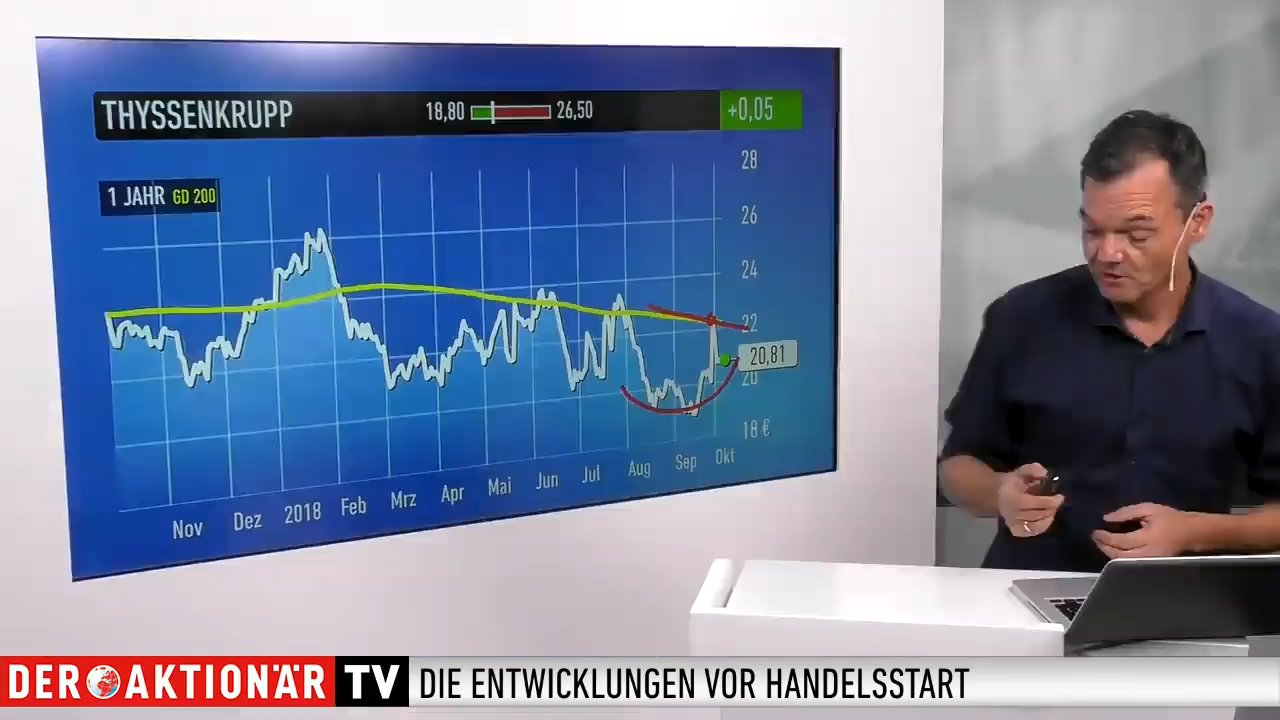 THYSSENKRUPP
18,80 26,50
+0,05
1 JAHR GD 200
28
26
24
22
20,81
20
18 €
Nov Dez 2018 Feb Mrz Apr Mai Jun Jul Aug Sep Okt
DER AKTIONÄR TV
DIE ENTWICKLUNGEN VOR HANDELSSTART